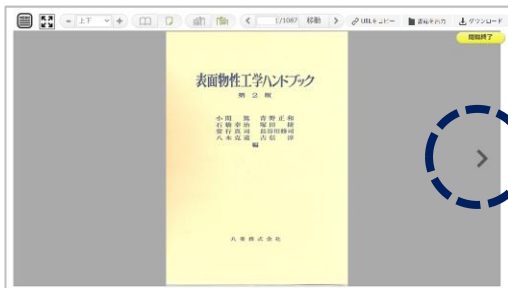 上下
1/1067 移動
URLをコピー 書誌を出力 ダウンロード
閲覧終了
表面物性工学ハンドブック
第2版
小間 篤 青野正和
石橋幸治 塚田 捷
常行真司 長谷川修司
八木克道 吉信 淳
編
丸善株式会社